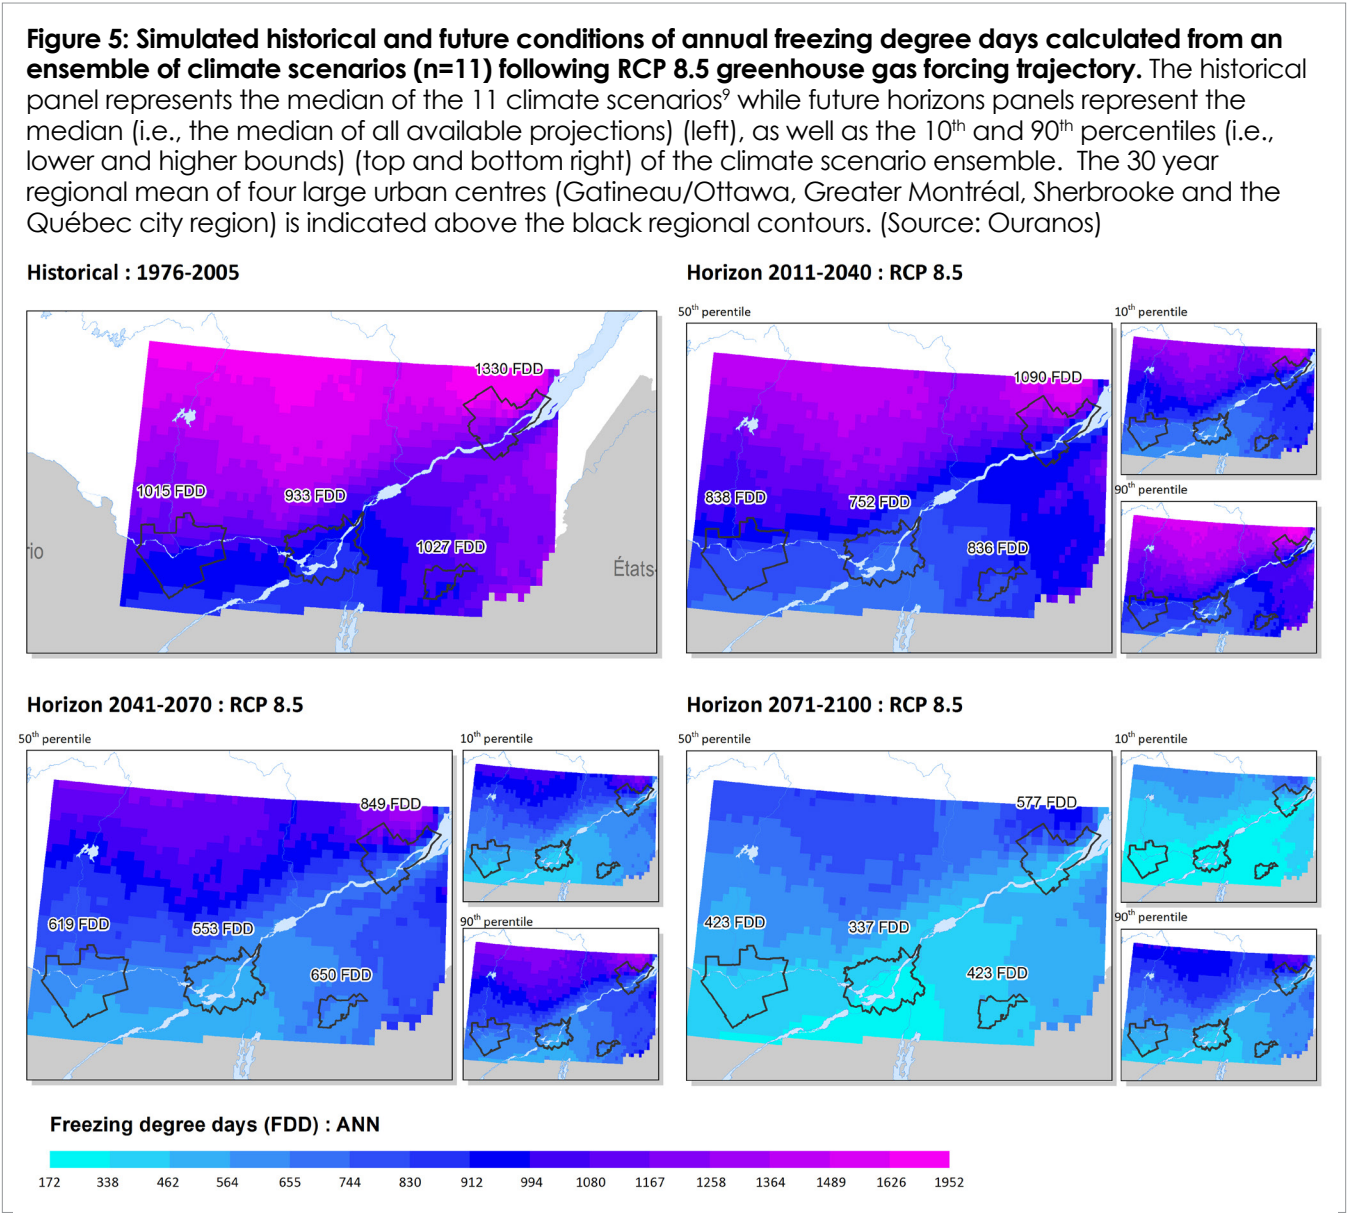 Figure 5: Simulated historical and future conditions of annual freezing degree days calculated from an
ensemble of climate scenarios (n=11) following RCP 8.5 greenhouse gas forcing trajectory. The historical
panel represents the median of the 11 climate scenarios⁹ while future horizons panels represent the
median (i.e., the median of all available projections) (left), as well as the 10th and 90th percentiles (i.e.,
lower and higher bounds) (top and bottom right) of the climate scenario ensemble. The 30 year
regional mean of four large urban centres (Gatineau/Ottawa, Greater Montréal, Sherbrooke and the
Québec city region) is indicated above the black regional contours. (Source: Ouranos)
Historical : 1976-2005
1330 FDD
1015 FDD
933 FDD
1027 FDD
rio
États-
Horizon 2011-2040 : RCP 8.5
50th perentile
1090 FDD
838 FDD
752 FDD
836 FDD
10th perentile
90th perentile
Horizon 2041-2070 : RCP 8.5
50th perentile
849 FDD
619 FDD
553 FDD
650 FDD
10th perentile
90th perentile
Horizon 2071-2100 : RCP 8.5
50th perentile
577 FDD
423 FDD
337 FDD
423 FDD
10th perentile
90th perentile
Freezing degree days (FDD) : ANN
172 338 462 564 655 744 830 912 994 1080 1167 1258 1364 1489 1626 1952